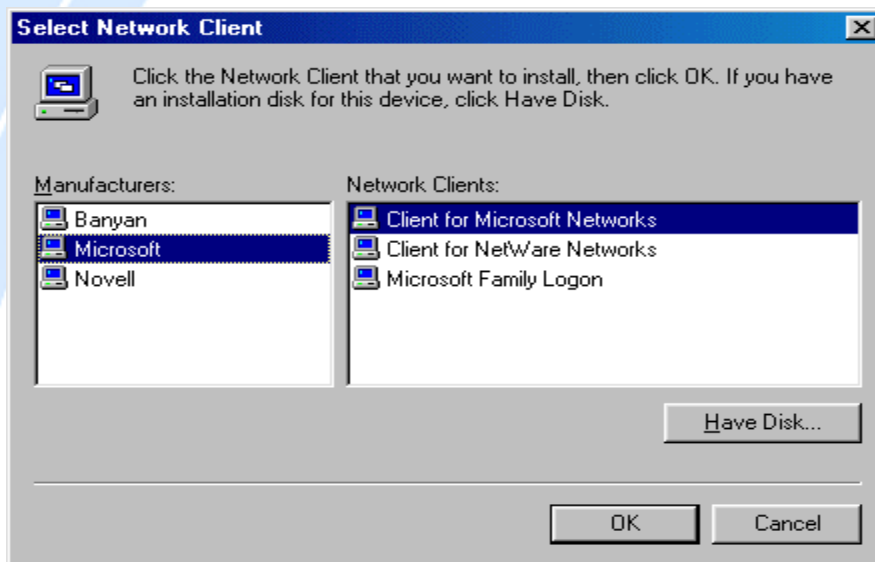 Select Network Client
Click the Network Client that you want to install, then click OK. If you have
an installation disk for this device, click Have Disk.
Manufacturers:
Banyan
Microsoft
Novell
Network Clients:
Client for Microsoft Networks
Client for NetWare Networks
Microsoft Family Logon
Have Disk...
OK
Cancel